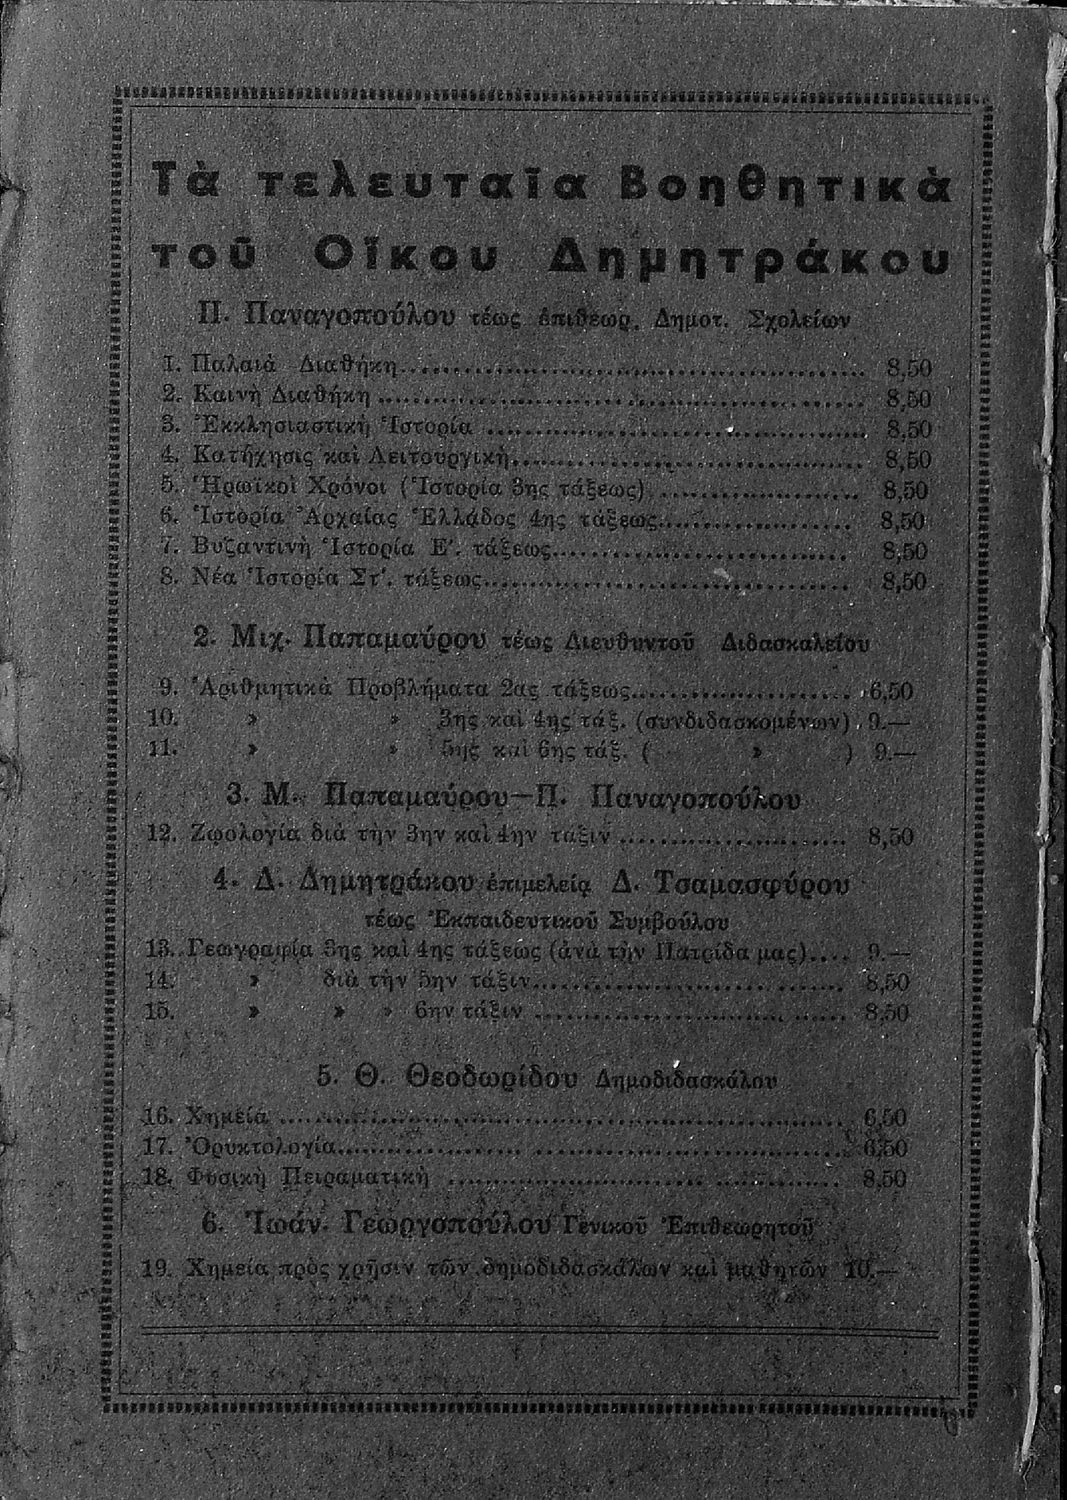 Τὰ τελευταῖα Βοηθητικὰ
τοῦ Οἴκου Δημητράκου
Π. Παναγοπούλου τέως ἐπιθεωρ. Δημοτ. Σχολείων
1. Παλαιὰ Διαθήκη.......... 8,50
2. Καινὴ Διαθήκη .......... 8,50
3. Ἐκκλησιαστικὴ Ἱστορία .......... 8,50
4. Κατήχησις καὶ Λειτουργικὴ.......... 8,50
5. Ἡρωϊκοὶ Χρόνοι (Ἱστορία 3ης τάξεως) .......... 8,50
6. Ἱστορία Ἀρχαίας Ἑλλάδος 4ης τάξεως.......... 8,50
7. Βυζαντινὴ Ἱστορία Ε′. τάξεως.......... 8,50
8. Νέα Ἱστορία Στ′. τάξεως.......... 8,50
2. Μιχ. Παπαμαύρου τέως Διευθυντοῦ Διδασκαλείου
9. Ἀριθμητικὰ Προβλήματα 2ας τάξεως.......... 6,50
10. » » 3ης καὶ 4ης τάξ. (συνδιδασκομένων) 9.—
11. » » 5ης καὶ 6ης τάξ. ( » ) 9.—
3. Μ. Παπαμαύρου—Π. Παναγοπούλου
12. Ζῳολογία διὰ τὴν 3ην καὶ 4ην τάξιν .......... 8,50
4. Δ. Δημητράκου ἐπιμελείᾳ Δ. Τσαμασφύρου
τέως Ἐκπαιδευτικοῦ Συμβούλου
13. Γεωγραφία 3ης καὶ 4ης τάξεως (ἀνὰ τὴν Πατρίδα μας).... 9.—
14. » διὰ τὴν 5ην τάξιν.......... 8,50
15. » » » 6ην τάξιν .......... 8,50
5. Θ. Θεοδωρίδου Δημοδιδασκάλου
16. Χημεία .......... 6,50
17. Ὀρυκτολογία.......... 6,50
18. Φυσικὴ Πειραματικὴ .......... 8,50
6. Ἰωάν. Γεωργοπούλου Γενικοῦ Ἐπιθεωρητοῦ
19. Χημεία πρὸς χρῆσιν τῶν δημοδιδασκάλων καὶ μαθητῶν 10.—